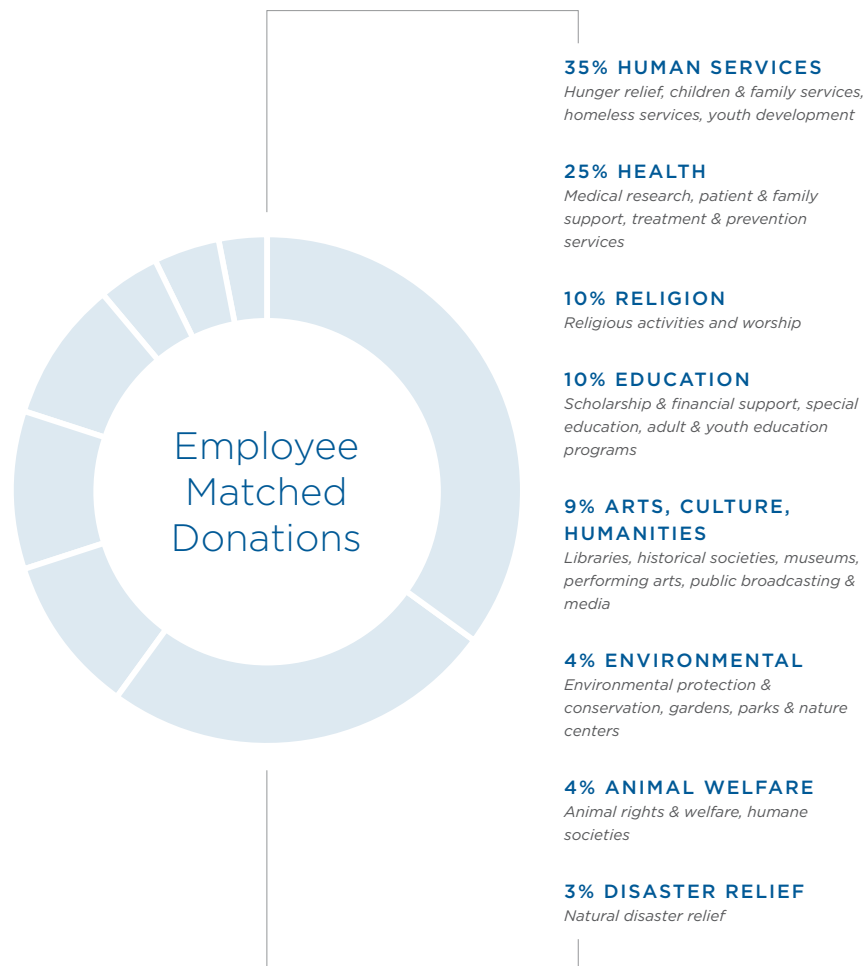 35% HUMAN SERVICES
Hunger relief, children & family services,
homeless services, youth development
25% HEALTH
Medical research, patient & family
support, treatment & prevention
services
10% RELIGION
Religious activities and worship
10% EDUCATION
Scholarship & financial support, special
education, adult & youth education
programs
9% ARTS, CULTURE,
HUMANITIES
Libraries, historical societies, museums,
performing arts, public broadcasting &
media
4% ENVIRONMENTAL
Environmental protection &
conservation, gardens, parks & nature
centers
4% ANIMAL WELFARE
Animal rights & welfare, humane
societies
3% DISASTER RELIEF
Natural disaster relief
Employee
Matched
Donations